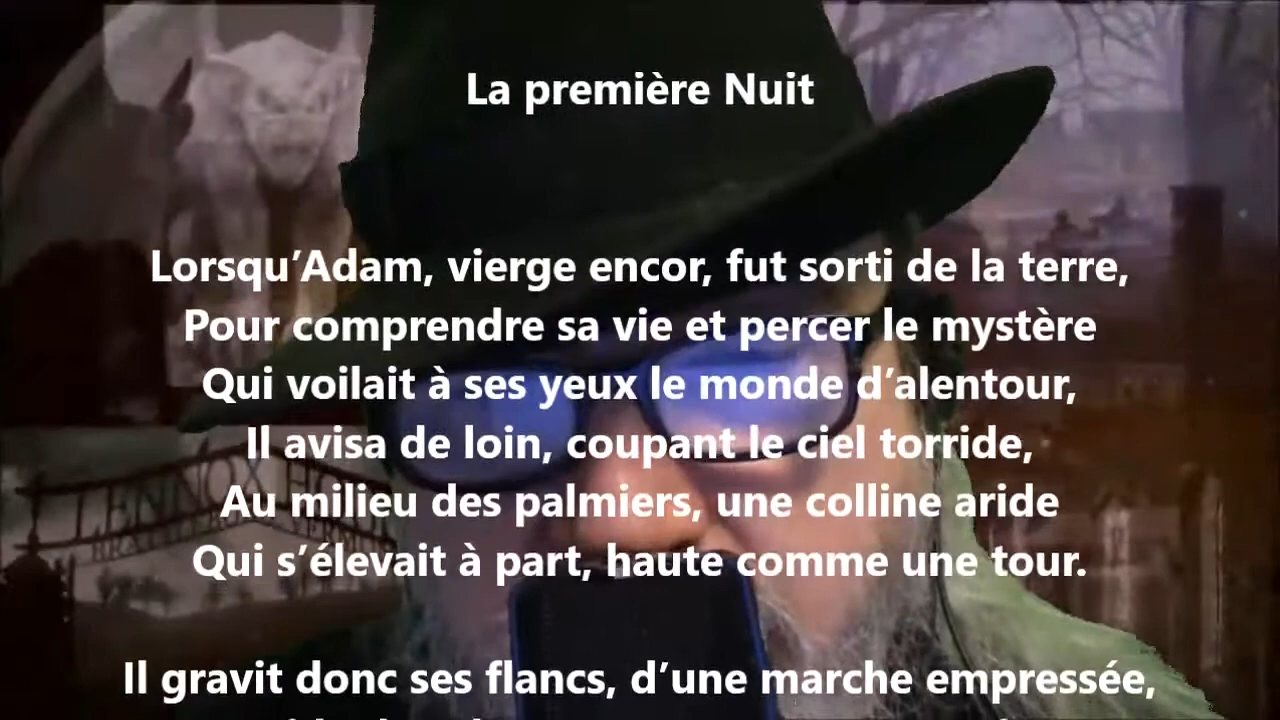 La première Nuit
Lorsqu’Adam, vierge encor, fut sorti de la terre,
Pour comprendre sa vie et percer le mystère
Qui voilait à ses yeux le monde d’alentour,
Il avisa de loin, coupant le ciel torride,
Au milieu des palmiers, une colline aride
Qui s’élevait à part, haute comme une tour.
Il gravit donc ses flancs, d’une marche empressée,